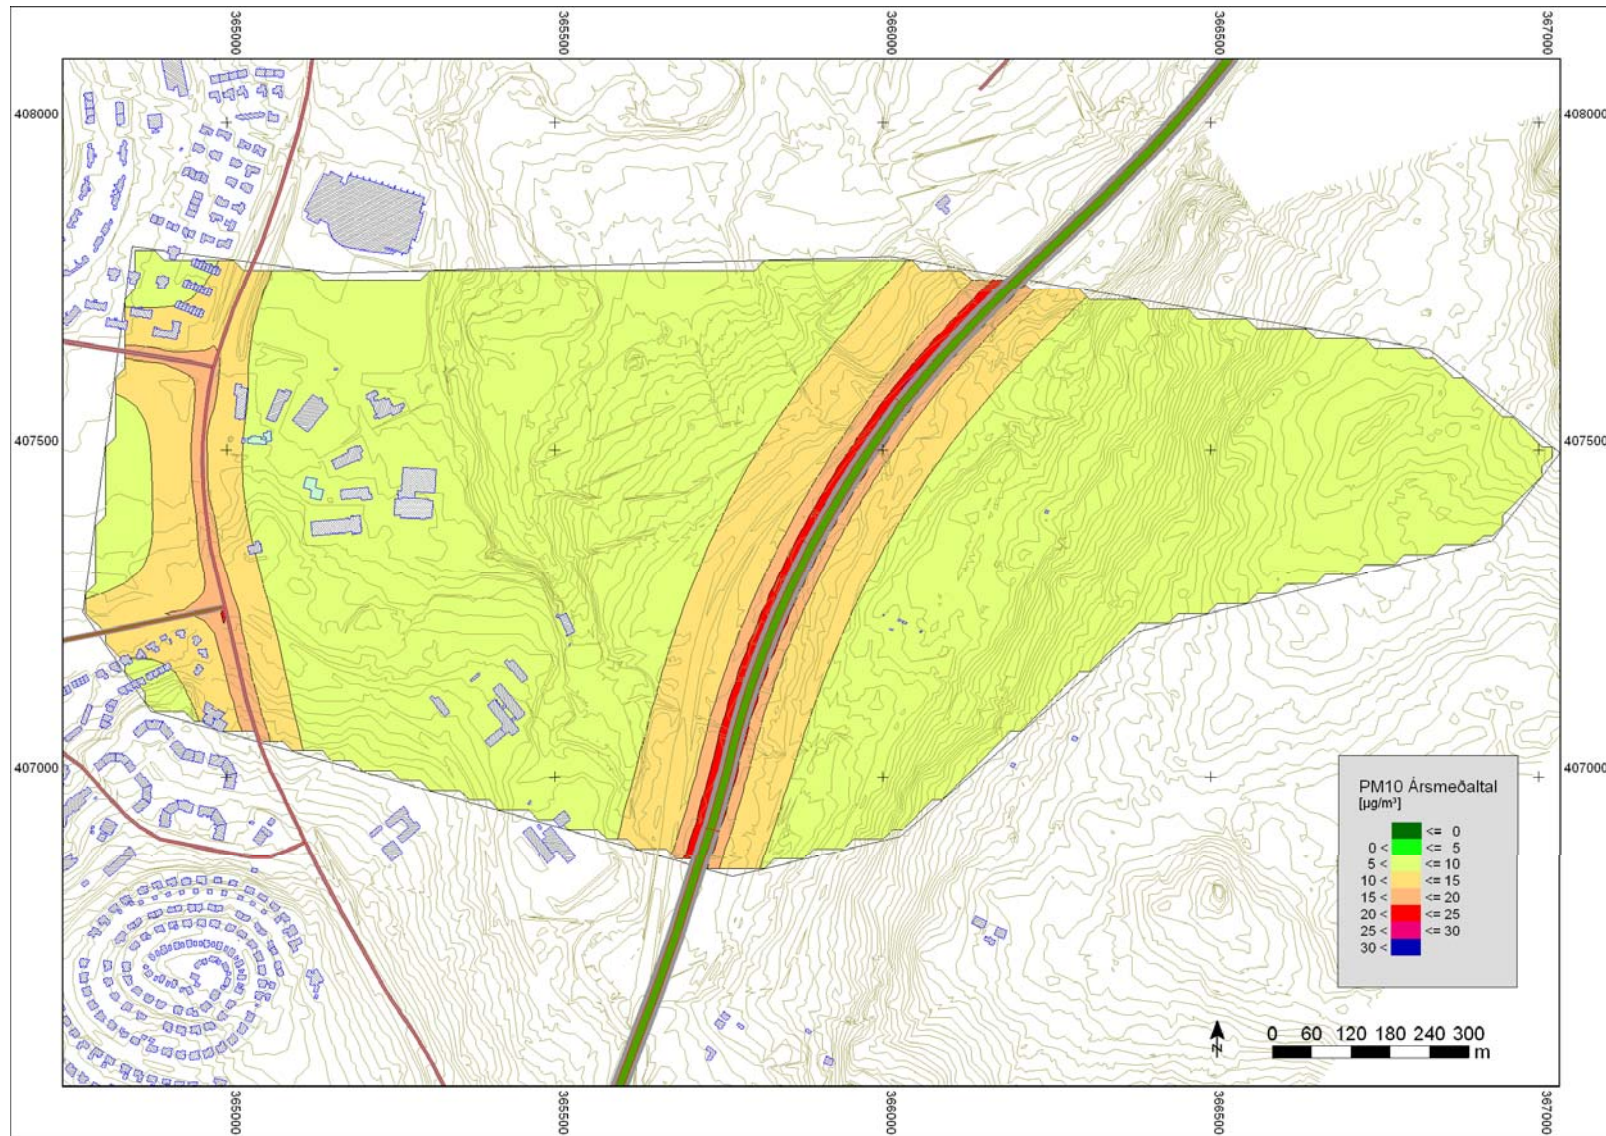 365000 365500 366000 366500 367000
408000 408000
407500 407500
407000 407000
PM10 Ársmeðaltal
[µg/m³]
<= 0
0 < <= 5
5 < <= 10
10 < <= 15
15 < <= 20
20 < <= 25
25 < <= 30
30 <
N 0 60 120 180 240 300
m
365000 365500 366000 366500 367000